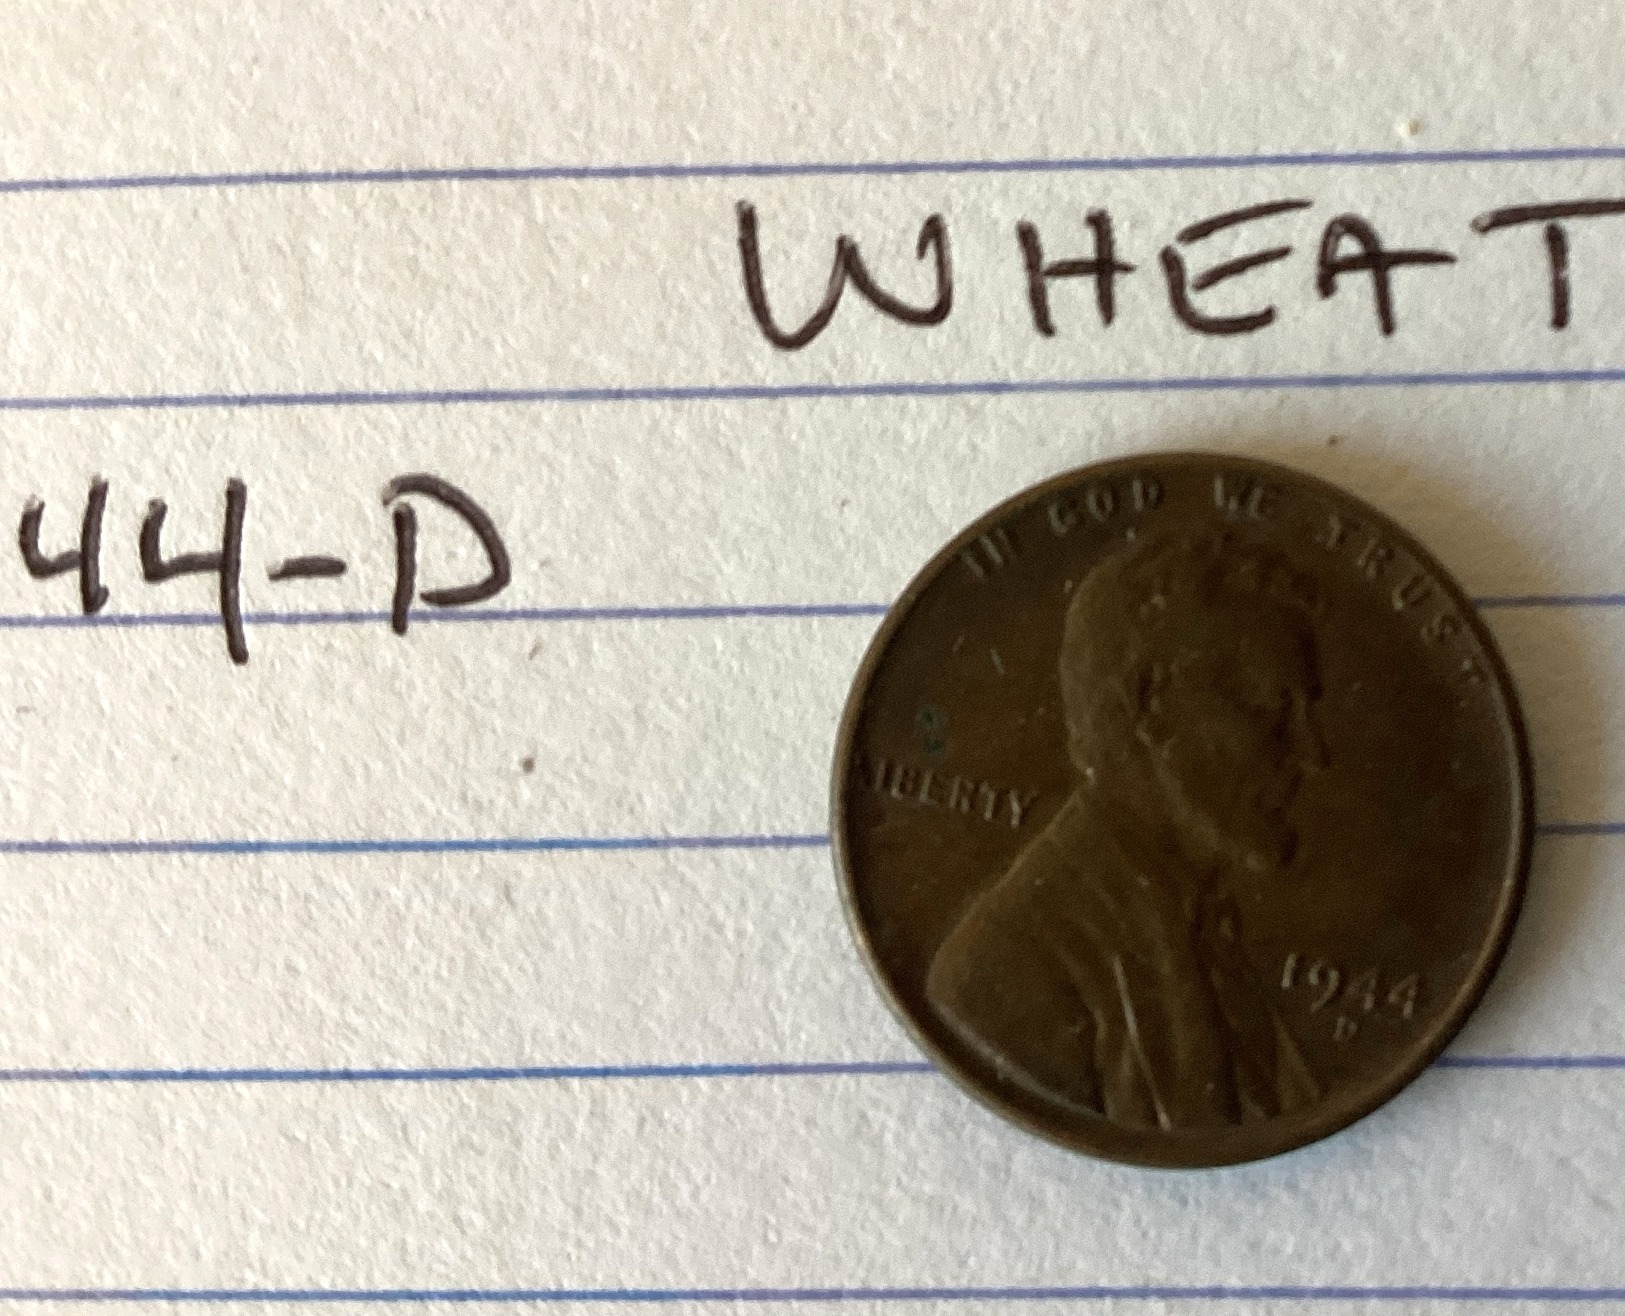 WHEAT
44-D
IN GOD WE TRUST
LIBERTY
1944
D